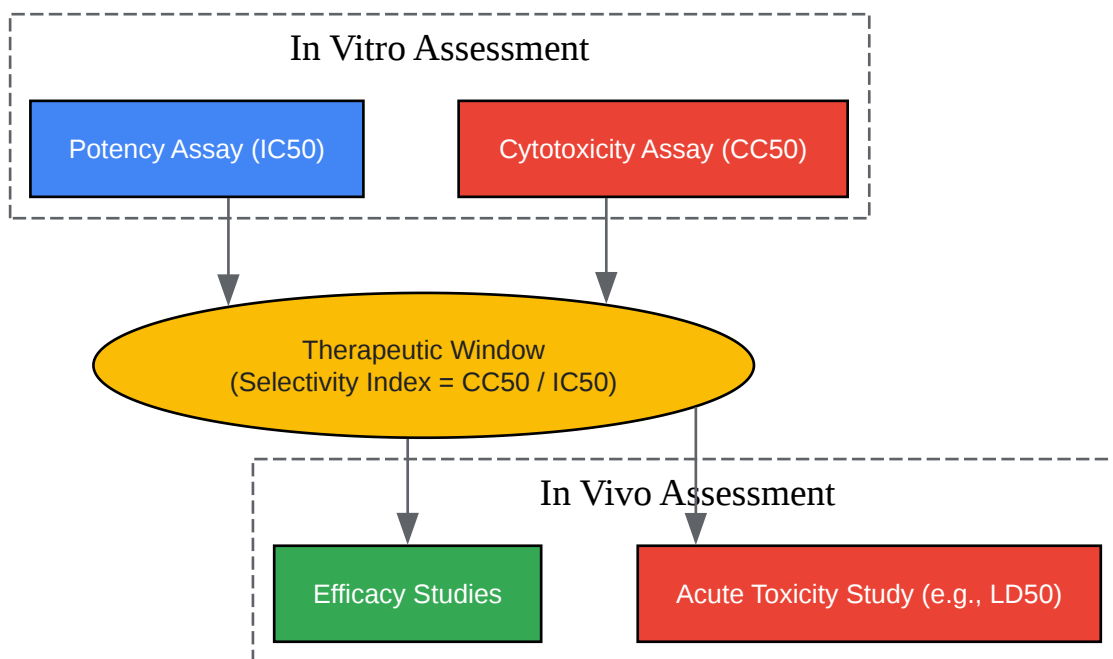 In Vitro Assessment
Potency Assay (IC50)
Cytotoxicity Assay (CC50)
Therapeutic Window
(Selectivity Index = CC50 / IC50)
In Vivo Assessment
Efficacy Studies
Acute Toxicity Study (e.g., LD50)